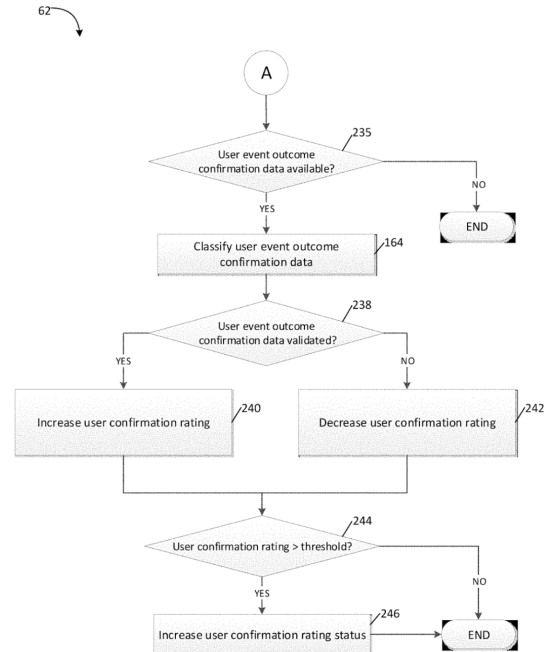 62
A
235
User event outcome
confirmation data available?
NO
YES
END
Classify user event outcome
confirmation data
164
238
User event outcome
confirmation data validated?
YES
NO
Increase user confirmation rating
240
Decrease user confirmation rating
242
244
User confirmation rating > threshold?
NO
YES
246
Increase user confirmation rating status
END